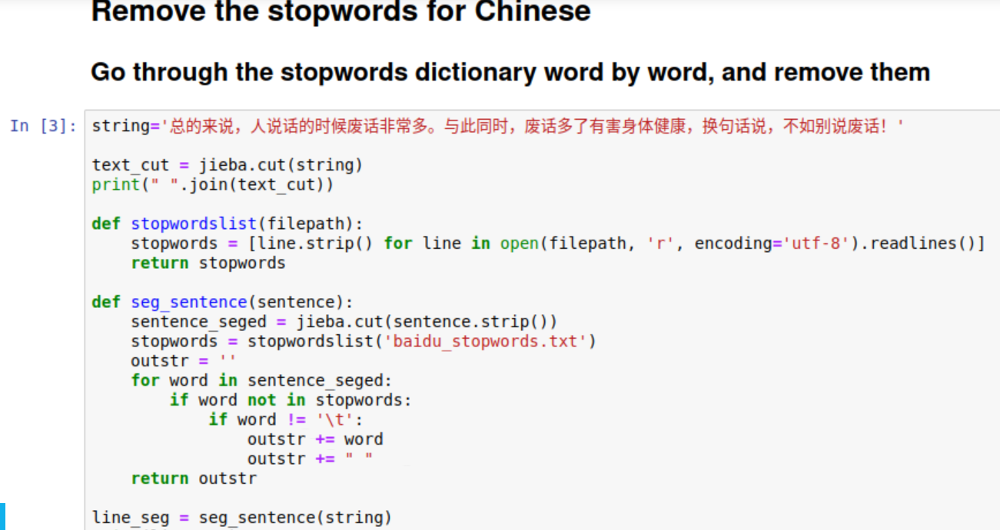 Remove the stopwords for Chinese
Go through the stopwords dictionary word by word, and remove them
In [3]: string='总的来说，人说话的时候废话非常多。与此同时，废话多了有害身体健康，换句话说，不如别说废话！'
text_cut = jieba.cut(string)
print(" ".join(text_cut))
def stopwordslist(filepath):
    stopwords = [line.strip() for line in open(filepath, 'r', encoding='utf-8').readlines()]
    return stopwords
def seg_sentence(sentence):
    sentence_seged = jieba.cut(sentence.strip())
    stopwords = stopwordslist('baidu_stopwords.txt')
    outstr = ''
    for word in sentence_seged:
        if word not in stopwords:
            if word != '\t':
                outstr += word
                outstr += " "
    return outstr
line_seg = seg_sentence(string)